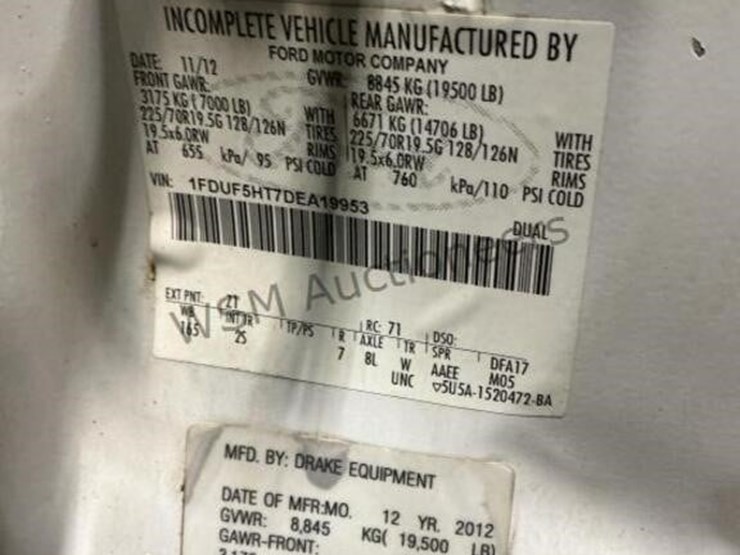 INCOMPLETE VEHICLE MANUFACTURED BY
FORD MOTOR COMPANY
DATE: 11/12 GVWR: 8845 KG (19500 LB)
FRONT GAWR: REAR GAWR:
3175 KG (7000 LB) WITH 6671 KG (14706 LB) WITH
225/70R19.5G 128/126N TIRES 225/70R19.5G 128/126N TIRES
19.5x6.0RW RIMS 19.5x6.0RW RIMS
AT 655 kPa/ 95 PSI COLD AT 760 kPa/110 PSI COLD
VIN: 1FDUF5HT7DEA19953
DUAL
WSM Auctioneers
EXT PNT: Z1 RC: 71 DSO:
WB INT TR TP/PS R AXLE TR SPR DFA17
165 2S 7 8L W AAEE M05
UNC ▽5U5A-1520472-BA
MFD. BY: DRAKE EQUIPMENT
DATE OF MFR:MO. 12 YR. 2012
GVWR: 8,845 KG( 19,500 LB)
GAWR-FRONT: